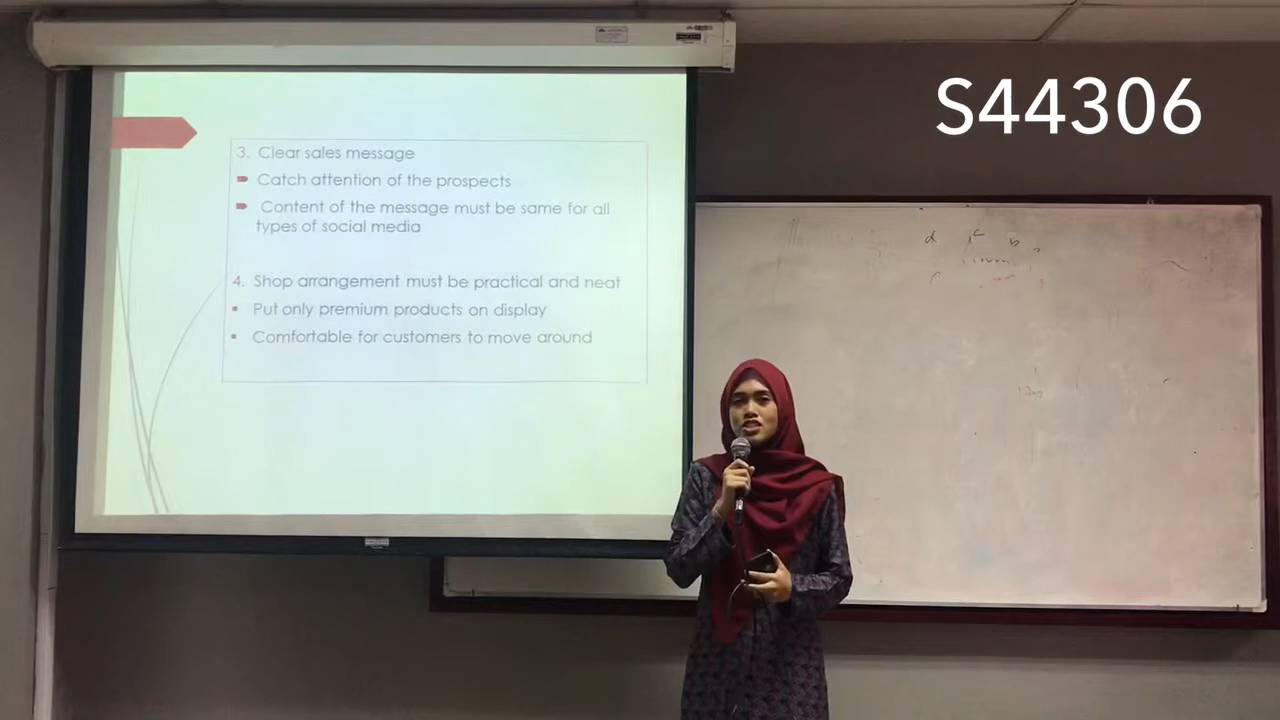 S44306
3. Clear sales message
Catch attention of the prospects
Content of the message must be same for all
types of social media
4. Shop arrangement must be practical and neat
Put only premium products on display
Comfortable for customers to move around